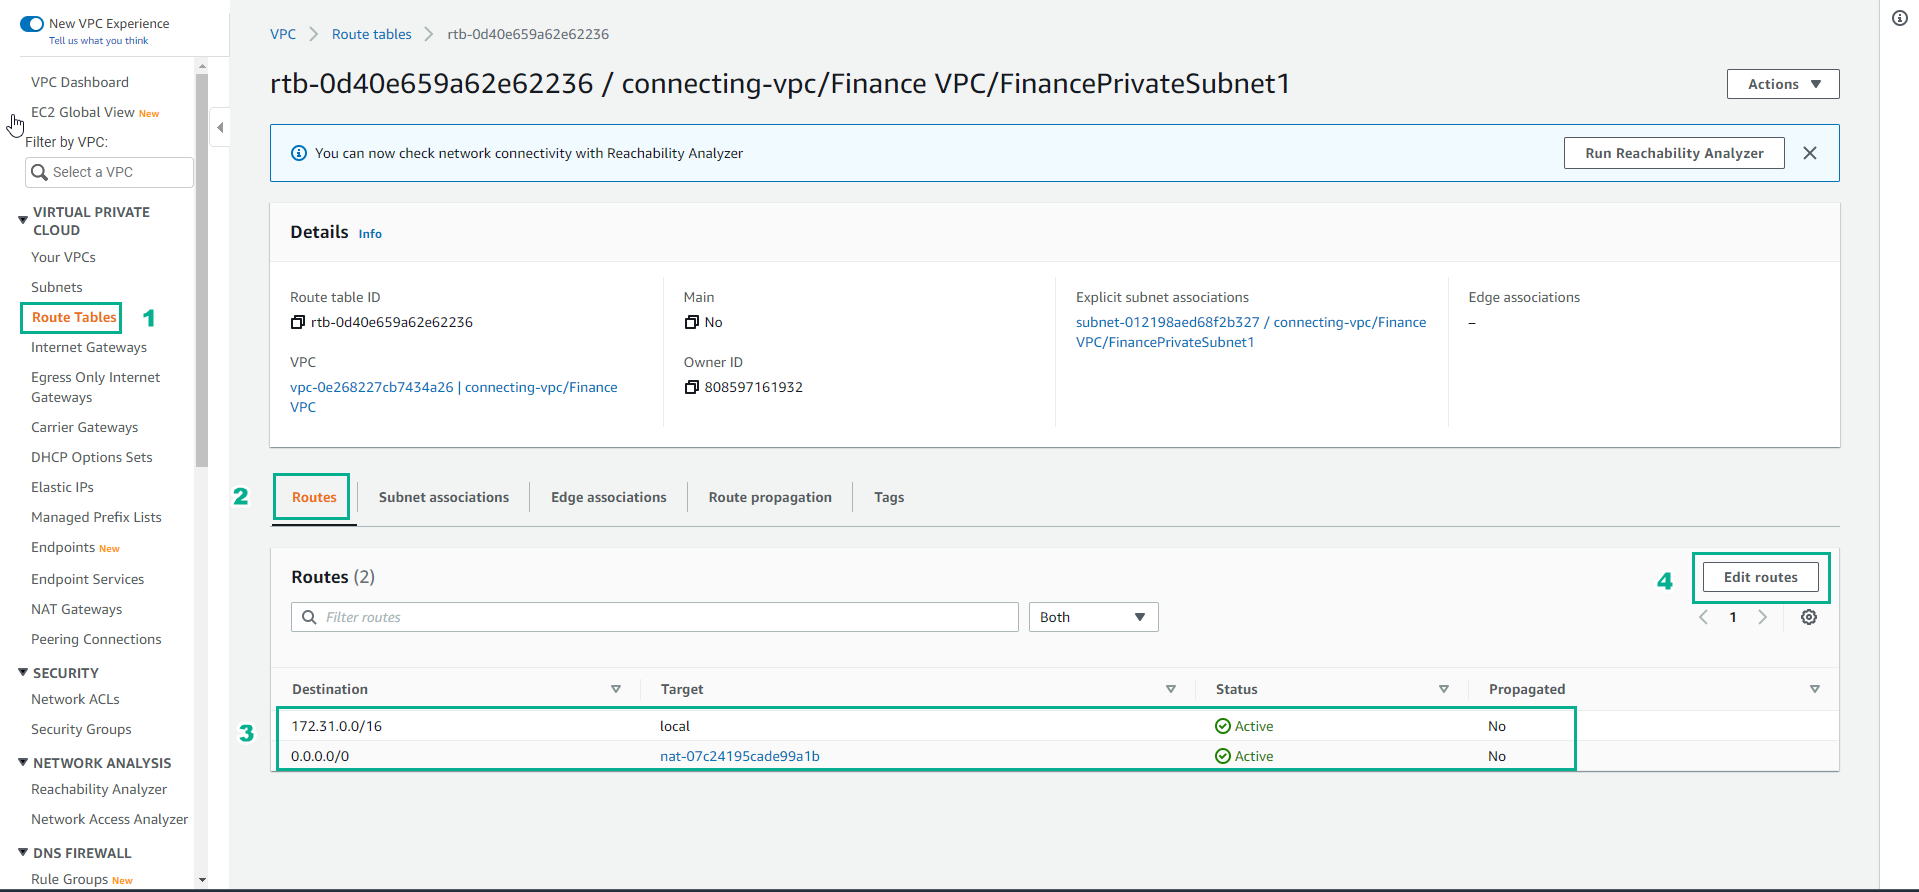 New VPC Experience
Tell us what you think
VPC Dashboard
EC2 Global View New
Filter by VPC:
Select a VPC
VIRTUAL PRIVATE
CLOUD
Your VPCs
Subnets
Route Tables
1
Internet Gateways
Egress Only Internet
Gateways
Carrier Gateways
DHCP Options Sets
Elastic IPs
Managed Prefix Lists
Endpoints New
Endpoint Services
NAT Gateways
Peering Connections
SECURITY
Network ACLs
Security Groups
NETWORK ANALYSIS
Reachability Analyzer
Network Access Analyzer
DNS FIREWALL
Rule Groups New
VPC Route tables rtb-0d40e659a62e62236
rtb-0d40e659a62e62236 / connecting-vpc/Finance VPC/FinancePrivateSubnet1
Actions
You can now check network connectivity with Reachability Analyzer
Run Reachability Analyzer
Details Info
Route table ID
rtb-0d40e659a62e62236
VPC
vpc-0e268227cb7434a26 | connecting-vpc/Finance
VPC
Main
No
Owner ID
808597161932
Explicit subnet associations
subnet-012198aed68f2b327 / connecting-vpc/Finance
VPC/FinancePrivateSubnet1
Edge associations
–
2
Routes Subnet associations Edge associations Route propagation Tags
Routes (2)
4
Edit routes
Filter routes
Both
1
Destination Target Status Propagated
3
172.31.0.0/16 local Active No
0.0.0.0/0 nat-07c24195cade99a1b Active No